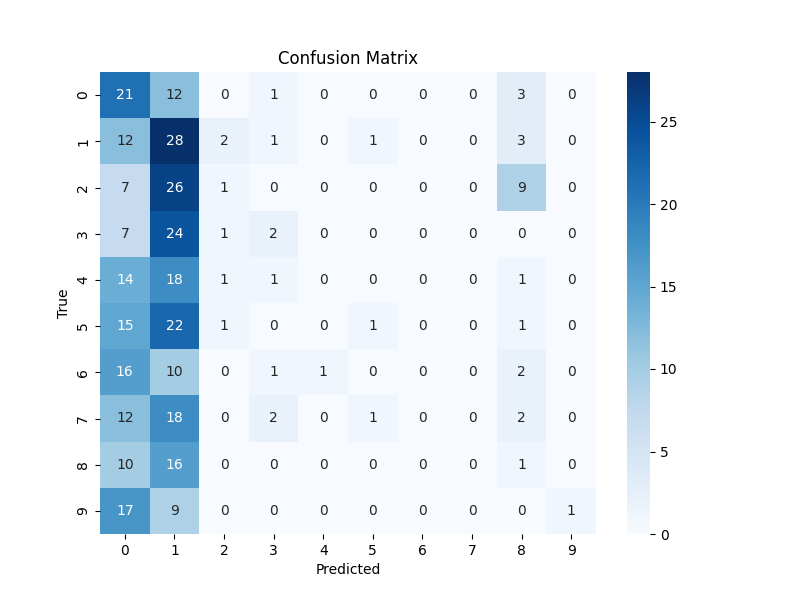 Confusion Matrix
0 21 12 0 1 0 0 0 0 3 0
1 12 28 2 1 0 1 0 0 3 0
2 7 26 1 0 0 0 0 0 9 0
3 7 24 1 2 0 0 0 0 0 0
4 14 18 1 1 0 0 0 0 1 0
5 15 22 1 0 0 1 0 0 1 0
6 16 10 0 1 1 0 0 0 2 0
7 12 18 0 2 0 1 0 0 2 0
8 10 16 0 0 0 0 0 0 1 0
9 17 9 0 0 0 0 0 0 0 1
0 1 2 3 4 5 6 7 8 9
Predicted
True
25
20
15
10
5
0